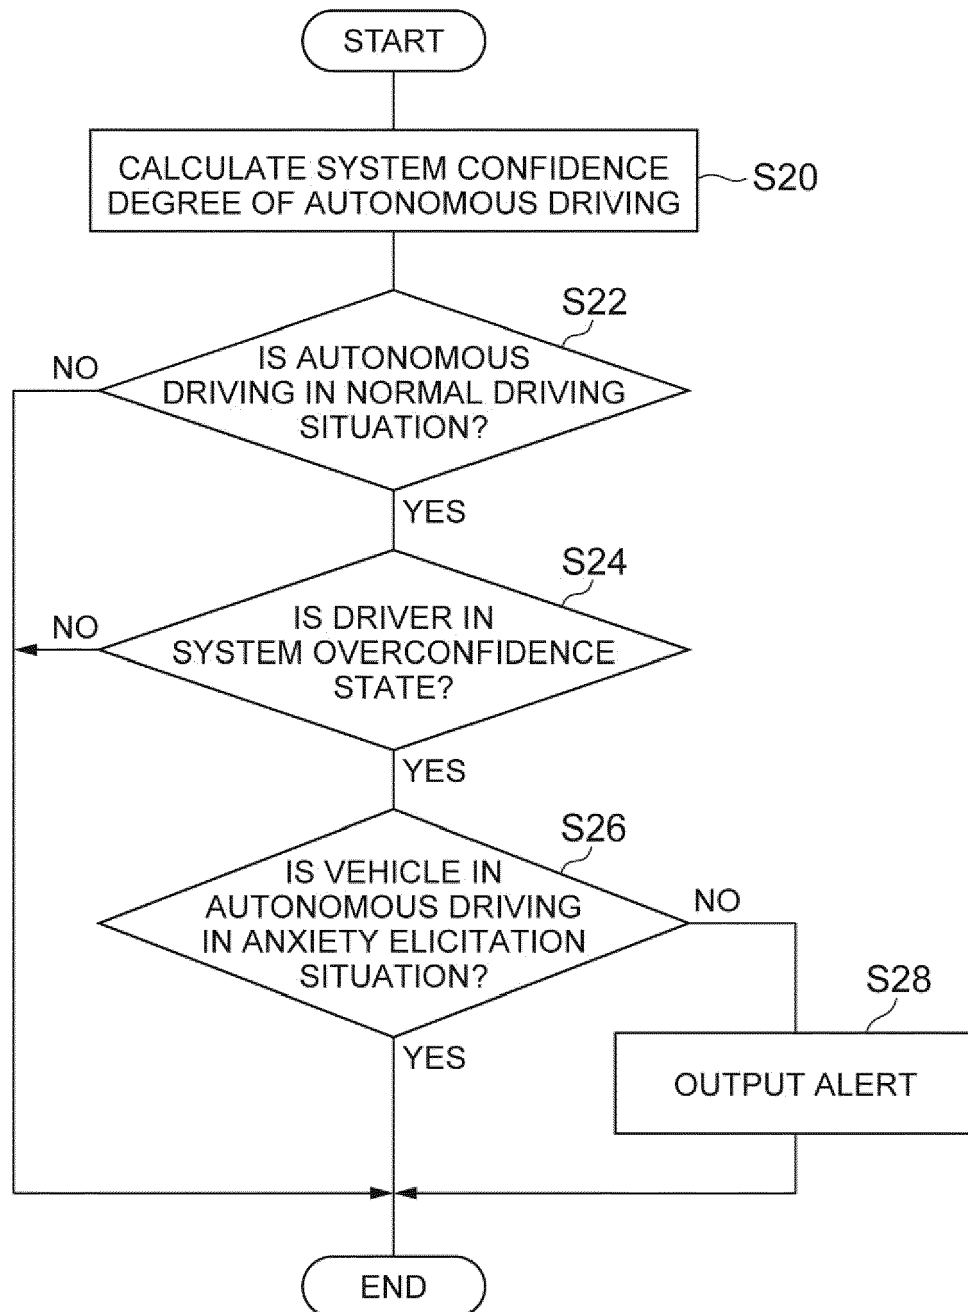 START
CALCULATE SYSTEM CONFIDENCE
DEGREE OF AUTONOMOUS DRIVING
S20
S22
IS AUTONOMOUS
DRIVING IN NORMAL DRIVING
SITUATION?
NO
YES
S24
IS DRIVER IN
SYSTEM OVERCONFIDENCE
STATE?
NO
YES
S26
IS VEHICLE IN
AUTONOMOUS DRIVING
IN ANXIETY ELICITATION
SITUATION?
NO
YES
S28
OUTPUT ALERT
END